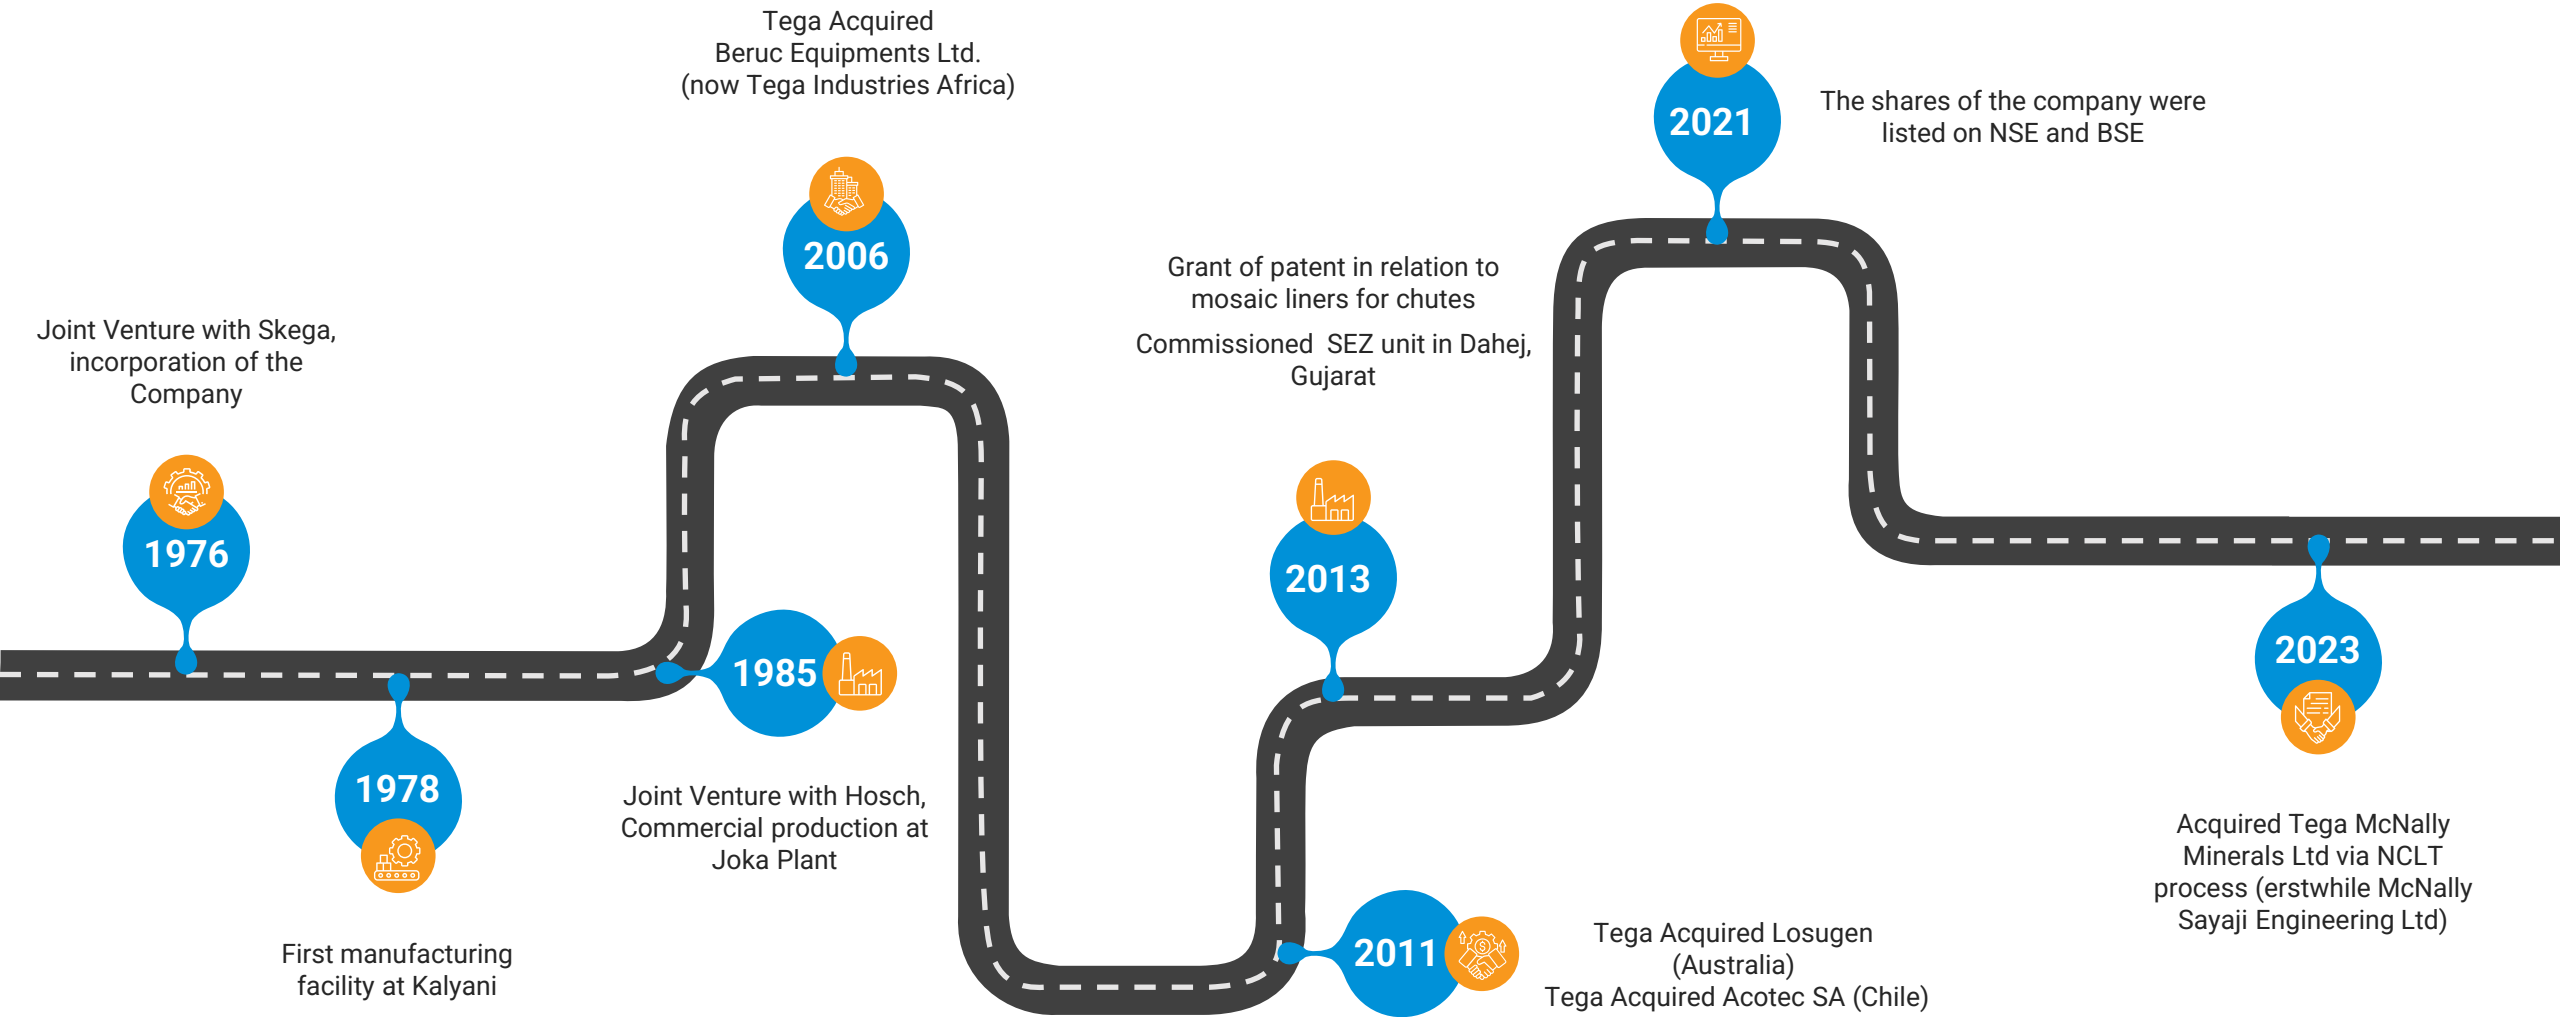 1976
Joint Venture with Skega,
incorporation of the
Company
1978
First manufacturing
facility at Kalyani
1985
Joint Venture with Hosch,
Commercial production at
Joka Plant
Tega Acquired
Beruc Equipments Ltd.
(now Tega Industries Africa)
2006
2011
Tega Acquired Losugen
(Australia)
Tega Acquired Acotec SA (Chile)
Grant of patent in relation to
mosaic liners for chutes
Commissioned SEZ unit in Dahej,
Gujarat
2013
2021
The shares of the company were
listed on NSE and BSE
2023
Acquired Tega McNally
Minerals Ltd via NCLT
process (erstwhile McNally
Sayaji Engineering Ltd)